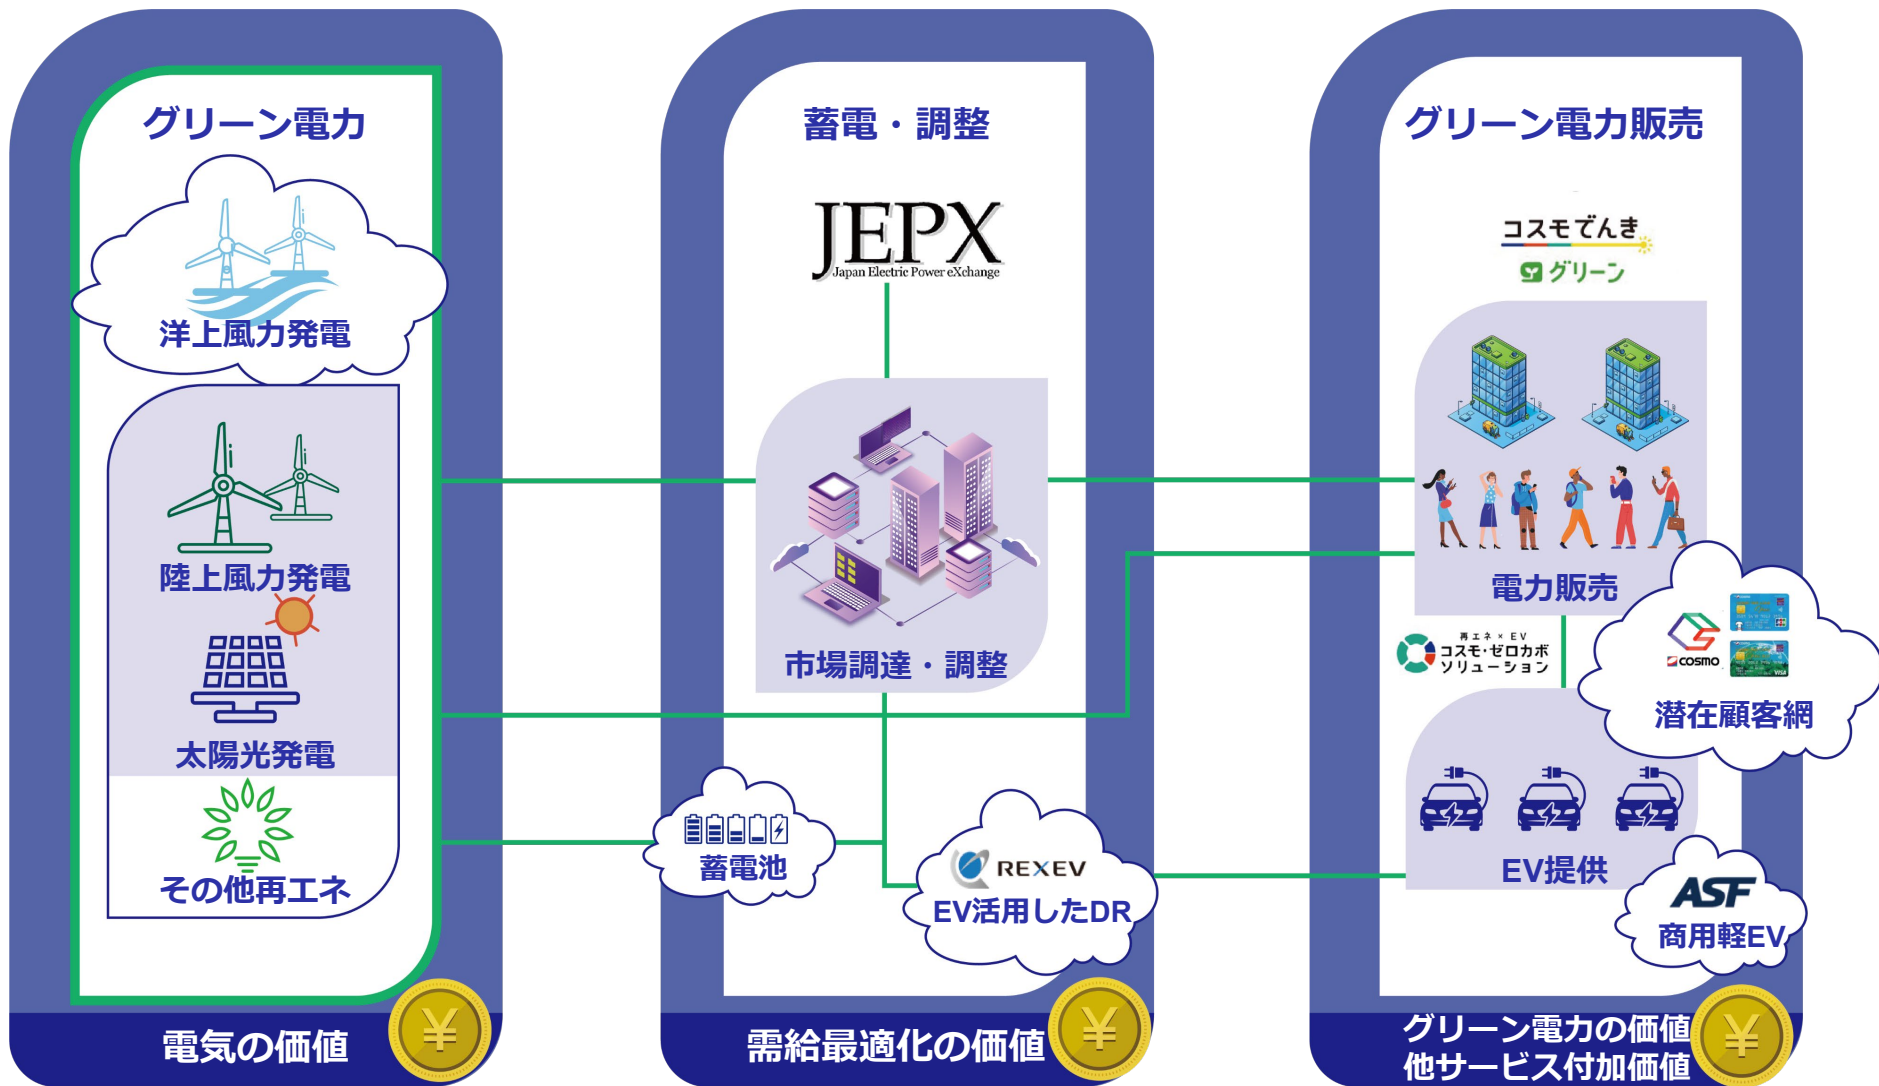 グリーン電力
洋上風力発電
陸上風力発電
太陽光発電
その他再エネ
電気の価値
¥
蓄電・調整
JEPX
Japan Electric Power eXchange
市場調達・調整
蓄電池
REXEV
EV活用したDR
需給最適化の価値
¥
グリーン電力販売
コスモでんき
グリーン
電力販売
再エネ×EV
コスモ・ゼロカボ
ソリューション
COSMO
潜在顧客網
EV提供
ASF
商用軽EV
グリーン電力の価値
他サービス付加価値
¥